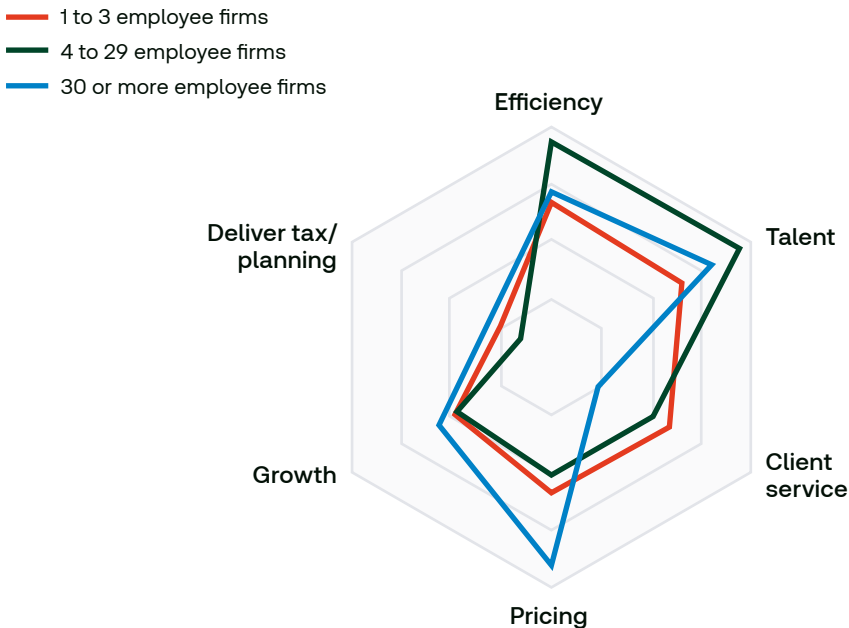 1 to 3 employee firms
4 to 29 employee firms
30 or more employee firms
Efficiency
Deliver tax/
planning
Talent
Growth
Client
service
Pricing